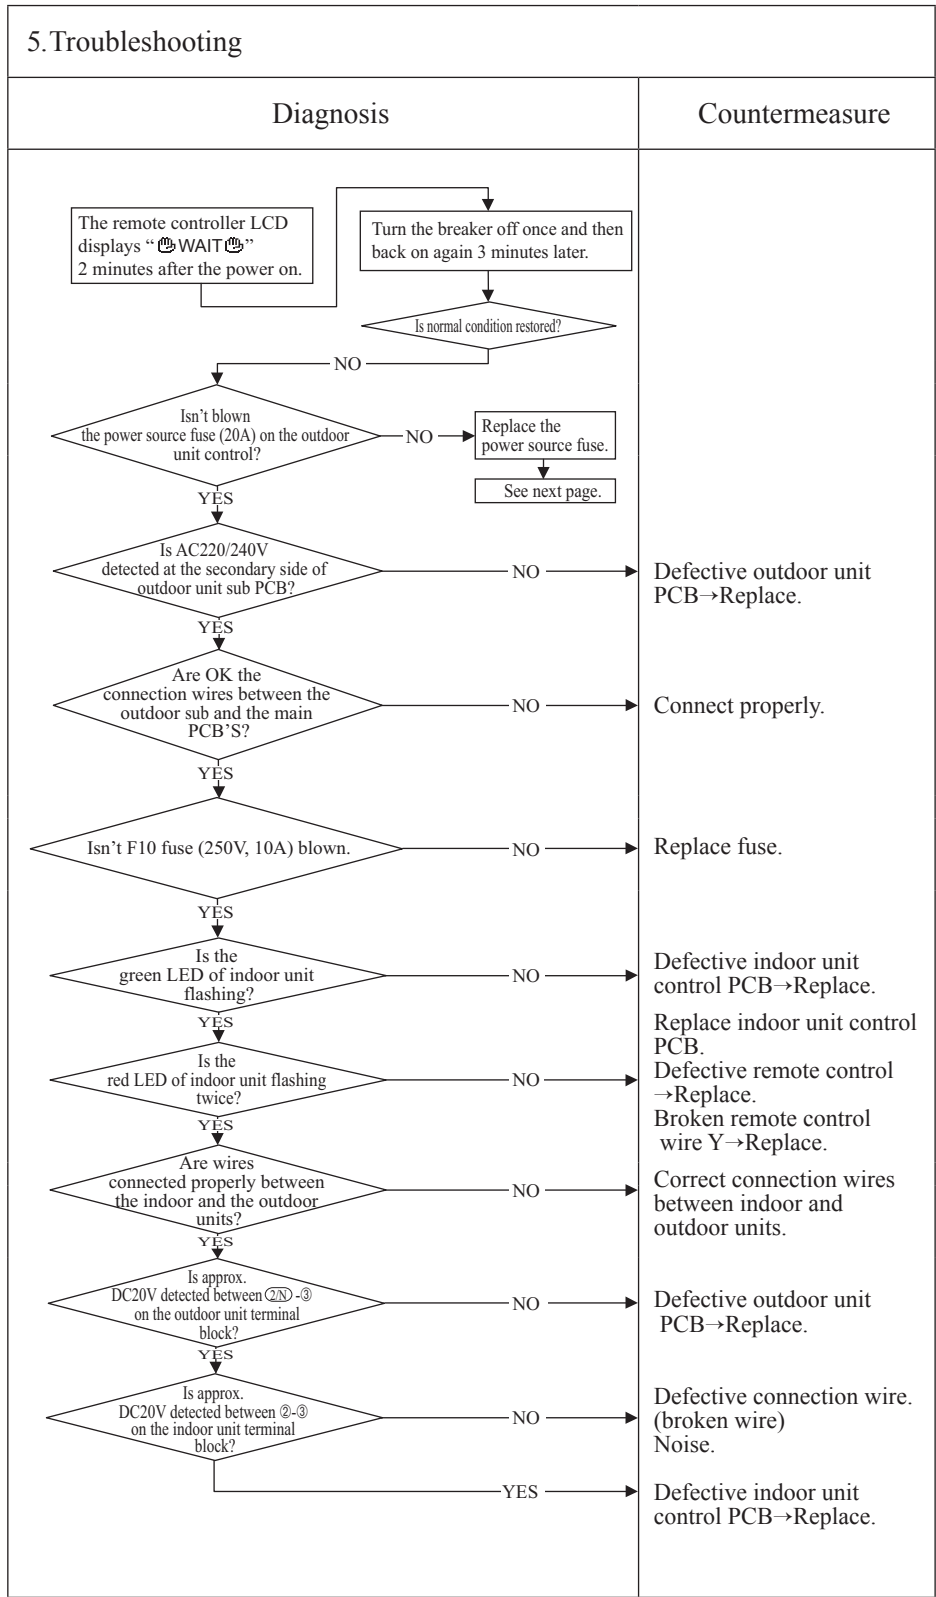 5.Troubleshooting
Diagnosis
Countermeasure
The remote controller LCD
displays “ WAIT ”
2 minutes after the power on.
Turn the breaker off once and then
back on again 3 minutes later.
Is normal condition restored?
NO
Isn’t blown
the power source fuse (20A) on the outdoor
unit control?
NO
Replace the
power source fuse.
See next page.
YES
Is AC220/240V
detected at the secondary side of
outdoor unit sub PCB?
NO
Defective outdoor unit
PCB→Replace.
YES
Are OK the
connection wires between the
outdoor sub and the main
PCB’S?
NO
Connect properly.
YES
Isn’t F10 fuse (250V, 10A) blown.
NO
Replace fuse.
YES
Is the
green LED of indoor unit
flashing?
NO
Defective indoor unit
control PCB→Replace.
YES
Is the
red LED of indoor unit flashing
twice?
NO
Replace indoor unit control
PCB.
Defective remote control
→Replace.
Broken remote control
wire Y→Replace.
YES
Are wires
connected properly between
the indoor and the outdoor
units?
NO
Correct connection wires
between indoor and
outdoor units.
YES
Is approx.
DC20V detected between 2/N -③
on the outdoor unit terminal
block?
NO
Defective outdoor unit
PCB→Replace.
YES
Is approx.
DC20V detected between ②-③
on the indoor unit terminal
block?
NO
Defective connection wire.
(broken wire)
Noise.
YES
Defective indoor unit
control PCB→Replace.